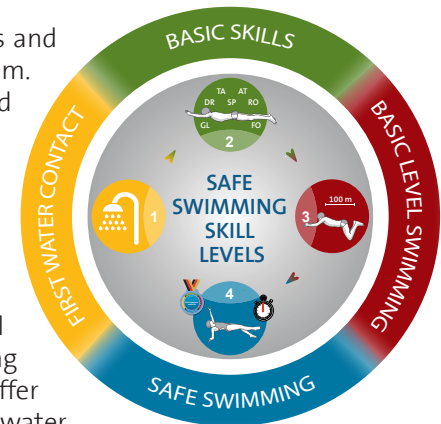 s and
m.
d
d
ng
ffer
water
BASIC SKILLS
TA AT
DR SP RO
GL FO
2
FIRST WATER CONTACT
1
SAFE
SWIMMING
SKILL
LEVELS
100 m
3
BASIC LEVEL SWIMMING
4
SAFE SWIMMING